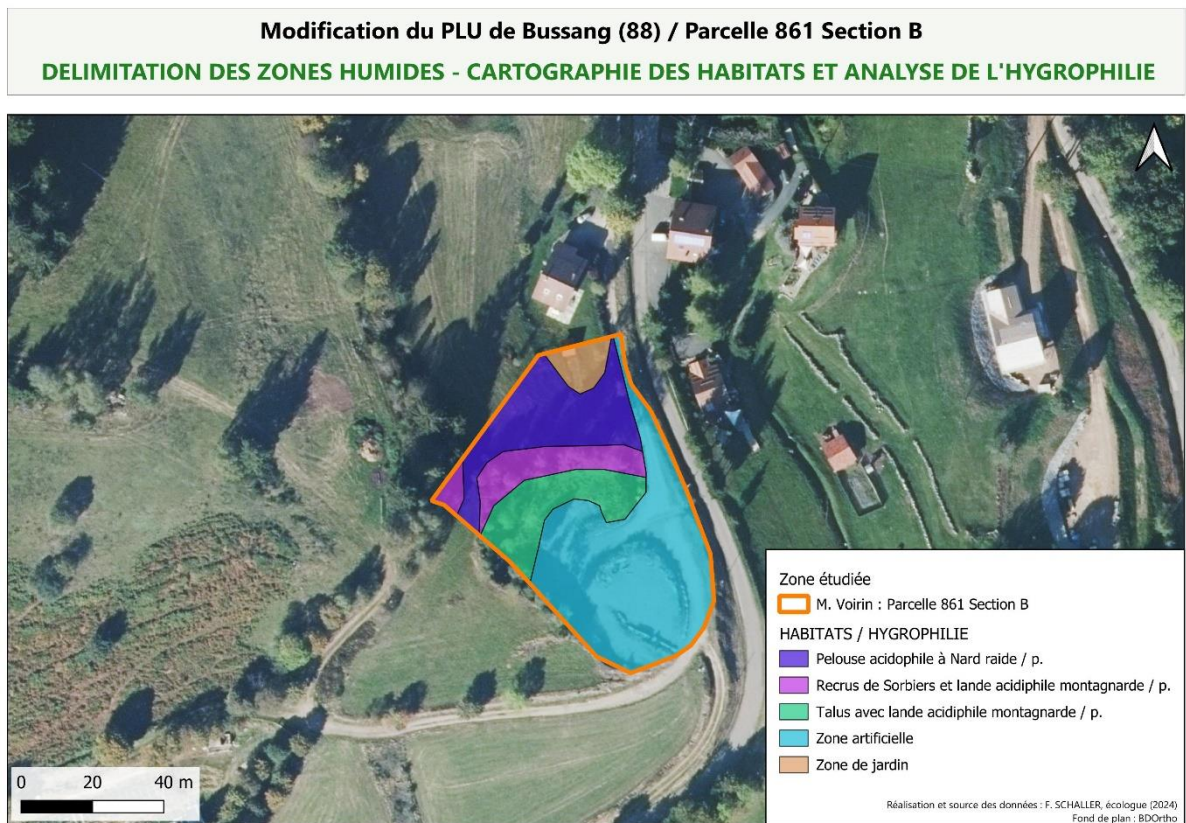 Modification du PLU de Bussang (88) / Parcelle 861 Section B
DELIMITATION DES ZONES HUMIDES - CARTOGRAPHIE DES HABITATS ET ANALYSE DE L'HYGROPHILIE
Zone étudiée
M. Voirin : Parcelle 861 Section B
HABITATS / HYGROPHILIE
Pelouse acidophile à Nard raide / p.
Recrus de Sorbiers et lande acidiphile montagnarde / p.
Talus avec lande acidiphile montagnarde / p.
Zone artificielle
Zone de jardin
0 20 40 m
Réalisation et source des données : F. SCHALLER, écologue (2024)
Fond de plan : BDOrtho